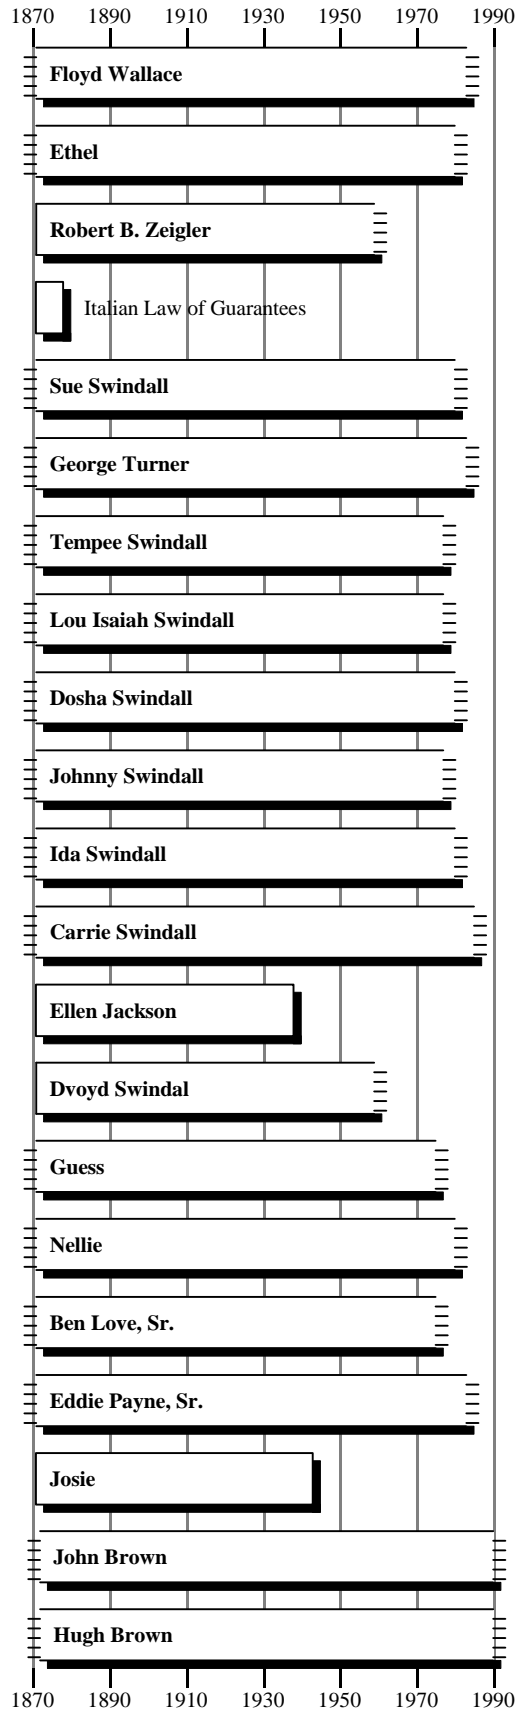 1870 1890 1910 1930 1950 1970 1990
Floyd Wallace
Ethel
Robert B. Zeigler
Italian Law of Guarantees
Sue Swindall
George Turner
Tempee Swindall
Lou Isaiah Swindall
Dosha Swindall
Johnny Swindall
Ida Swindall
Carrie Swindall
Ellen Jackson
Dvoyd Swindal
Guess
Nellie
Ben Love, Sr.
Eddie Payne, Sr.
Josie
John Brown
Hugh Brown
1870 1890 1910 1930 1950 1970 1990